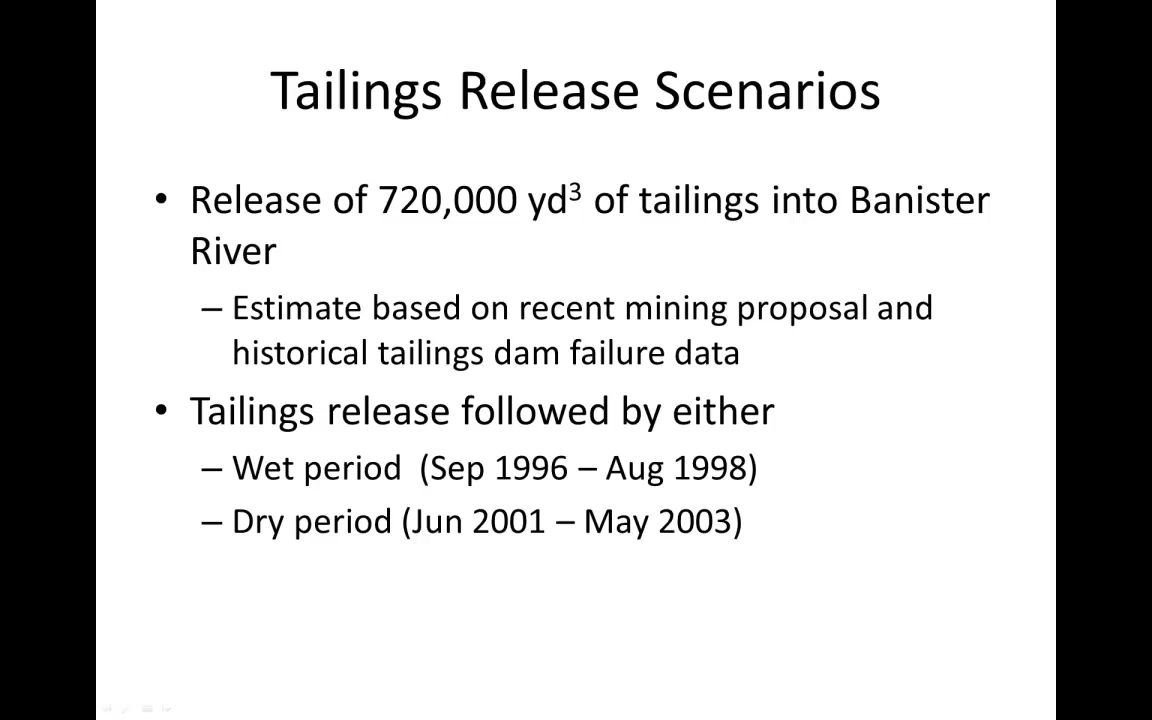 Tailings Release Scenarios
• Release of 720,000 yd³ of tailings into Banister
River
– Estimate based on recent mining proposal and
historical tailings dam failure data
• Tailings release followed by either
– Wet period (Sep 1996 – Aug 1998)
– Dry period (Jun 2001 – May 2003)